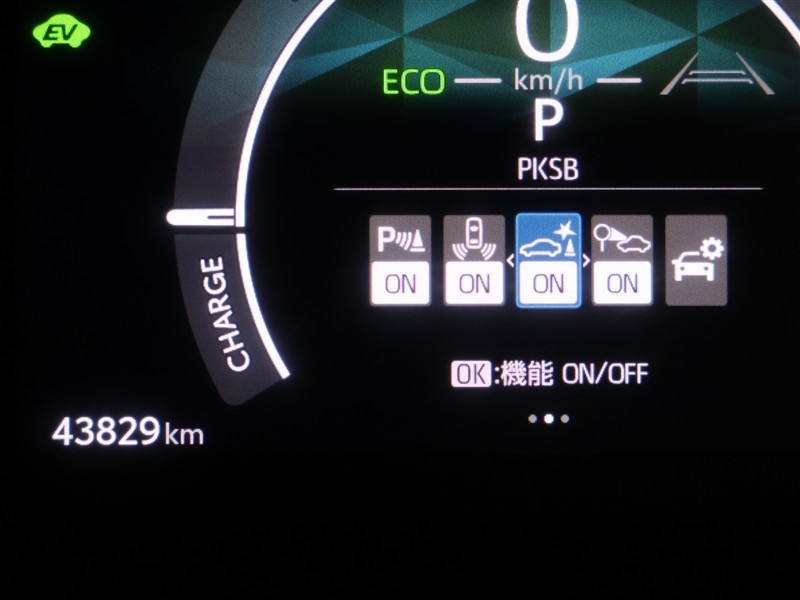 EV
0
ECO km/h
P
PKSB
P
ON ON ON ON
CHARGE
OK:機能 ON/OFF
43829km